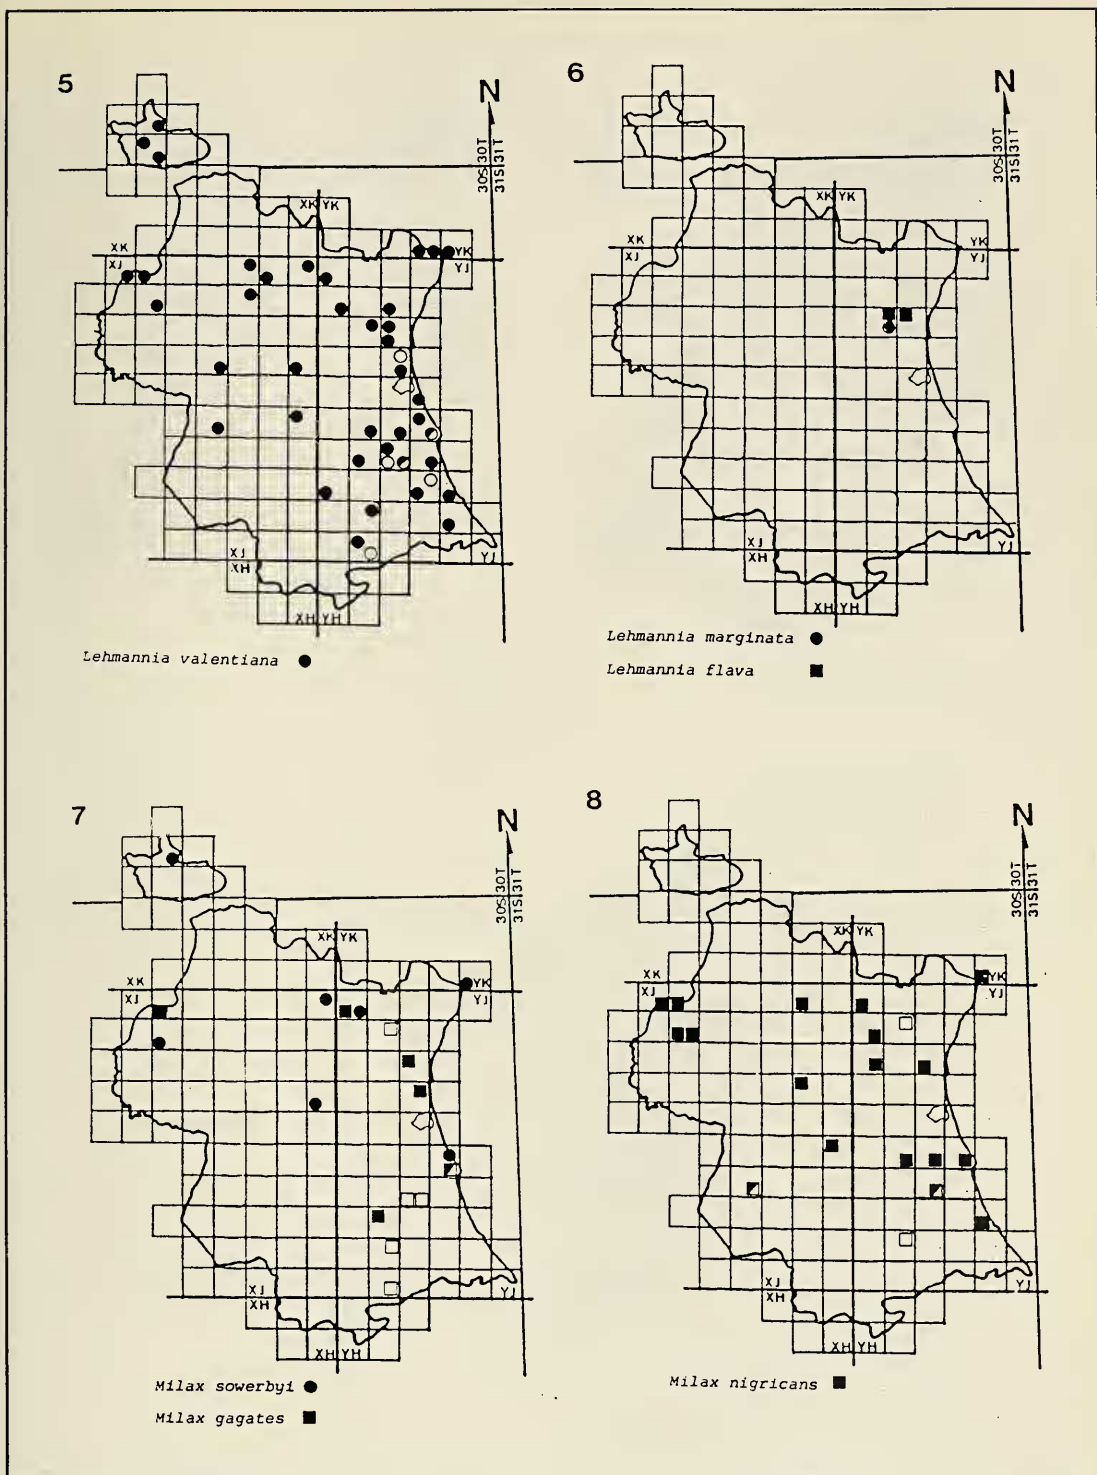 5
N
30S 30T
31S 31T
XK YK
XK
XJ
YK
YJ
XJ
XH
YJ
XH YH
Lehmannia valentiana
6
N
30S 30T
31S 31T
XK YK
XK
XJ
YK
YJ
XJ
XH
YJ
XH YH
Lehmannia marginata
Lehmannia flava
7
N
30S 30T
31S 31T
XK YK
XK
XJ
YK
YJ
XJ
XH
YJ
XH YH
Milax sowerbyi
Milax gagates
8
N
30S 30T
31S 31T
XK YK
XK
XJ
YK
YJ
XJ
XH
YJ
XH YH
Milax nigricans